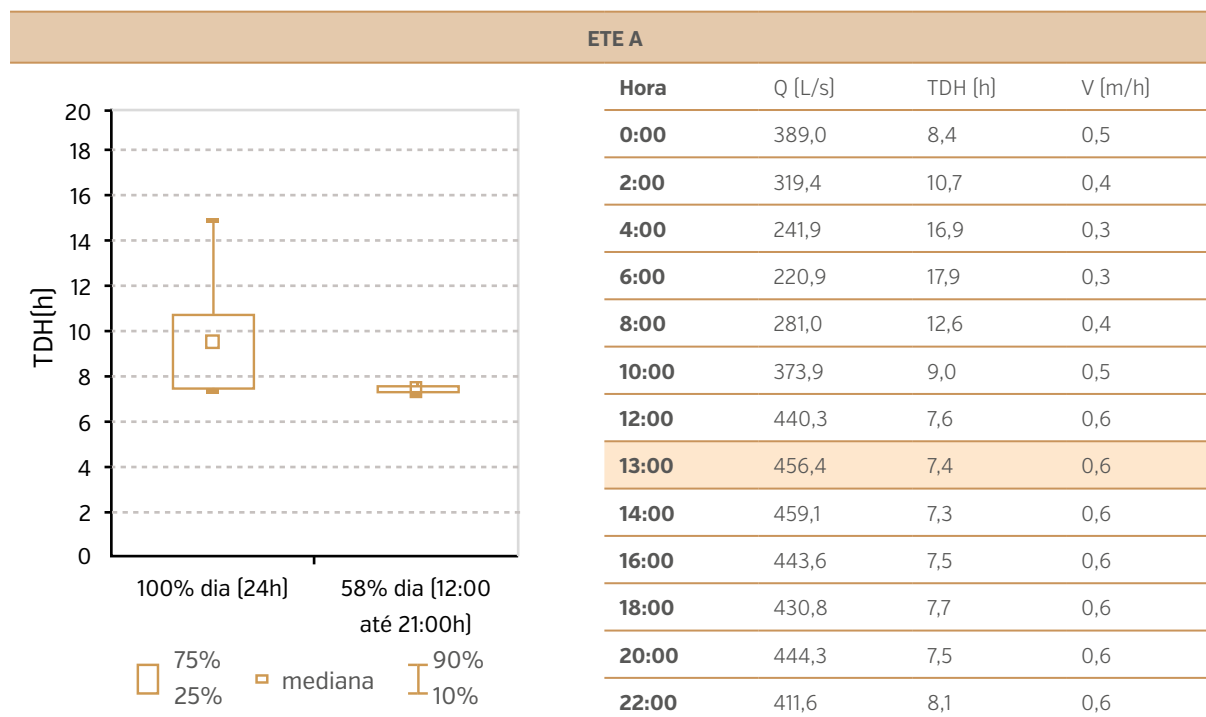 ETE A
20
18
16
14
12
10
8
6
4
2
0
TDH(h)
100% dia (24h)
58% dia (12:00
até 21:00h)
75%
25%
mediana
90%
10%
Hora Q (L/s) TDH (h) V (m/h)
0:00 389,0 8,4 0,5
2:00 319,4 10,7 0,4
4:00 241,9 16,9 0,3
6:00 220,9 17,9 0,3
8:00 281,0 12,6 0,4
10:00 373,9 9,0 0,5
12:00 440,3 7,6 0,6
13:00 456,4 7,4 0,6
14:00 459,1 7,3 0,6
16:00 443,6 7,5 0,6
18:00 430,8 7,7 0,6
20:00 444,3 7,5 0,6
22:00 411,6 8,1 0,6